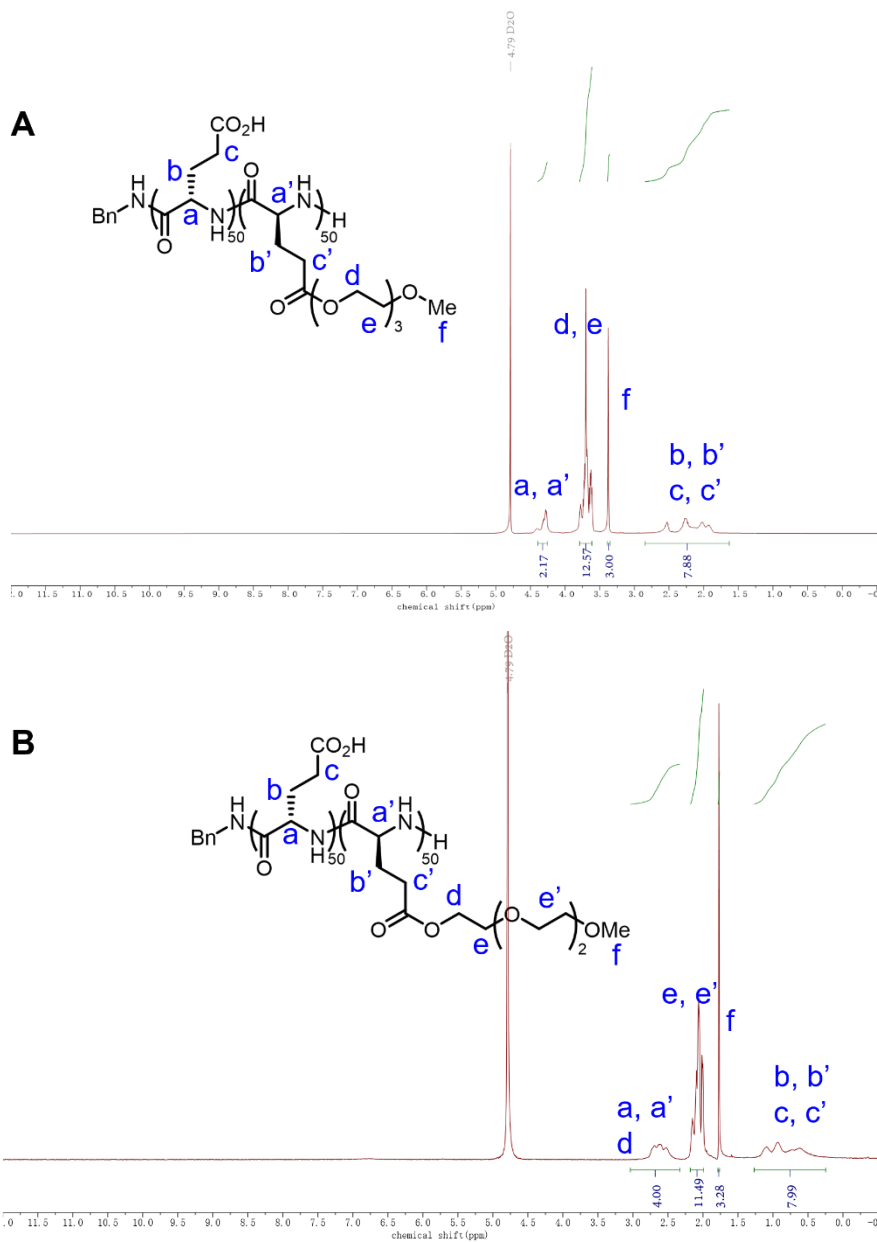 4.79 D2O
A
CO₂H
b c
H N O a' H N
Bn a N H 50 H 50
O b' c'
d
O O O Me
e 3 f
d, e
f
a, a'
b, b'
c, c'
2.17 12.57 3.00 7.88
2.0 11.5 11.0 10.5 10.0 9.5 9.0 8.5 8.0 7.5 7.0 6.5 6.0 5.5 5.0 4.5 4.0 3.5 3.0 2.5 2.0 1.5 1.0 0.5 -0
chemical shift(ppm)
4.79 D2O
B
CO₂H
b c
H N O a' H N
Bn a N H 50 H 50
O b' c'
d e'
O O O OMe
e 2 f
e, e'
f
a, a'
d
b, b'
c, c'
4.00 11.49 3.28 7.99
2.0 11.5 11.0 10.5 10.0 9.5 9.0 8.5 8.0 7.5 7.0 6.5 6.0 5.5 5.0 4.5 4.0 3.5 3.0 2.5 2.0 1.5 1.0 0.5 -0
chemical shift(ppm)